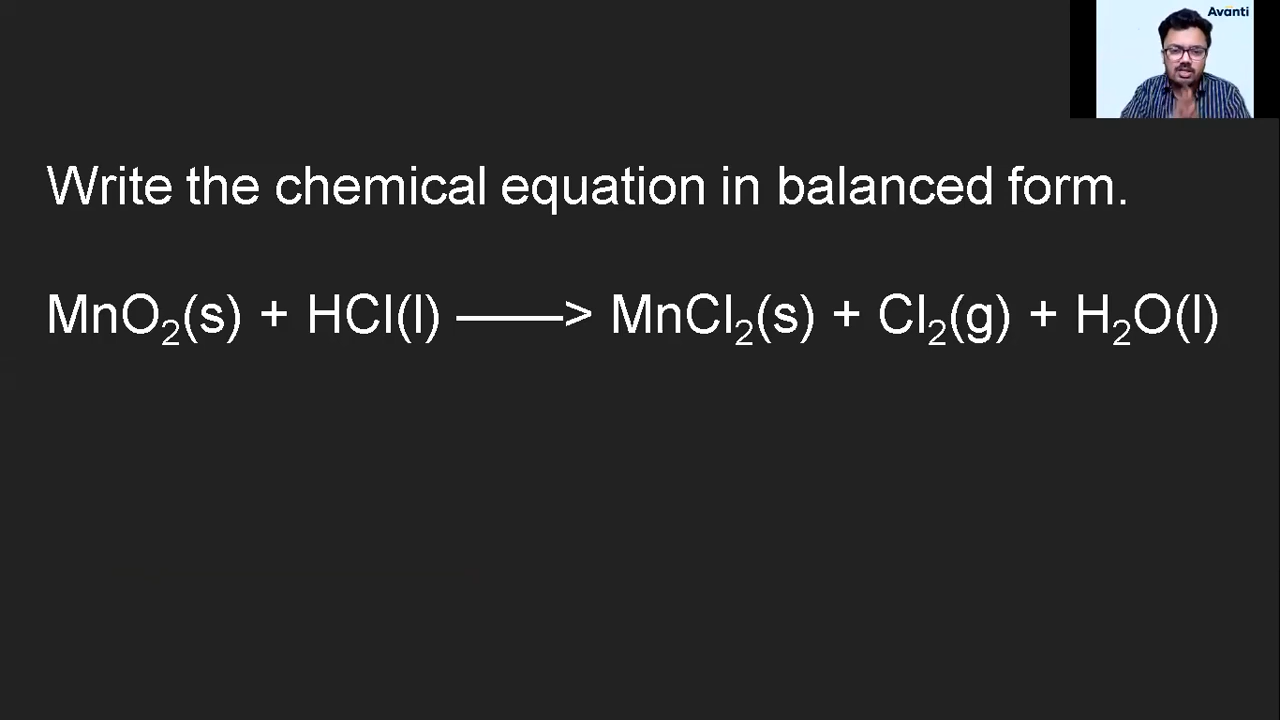 Avanti
Write the chemical equation in balanced form.
MnO₂(s) + HCl(l) ——> MnCl₂(s) + Cl₂(g) + H₂O(l)